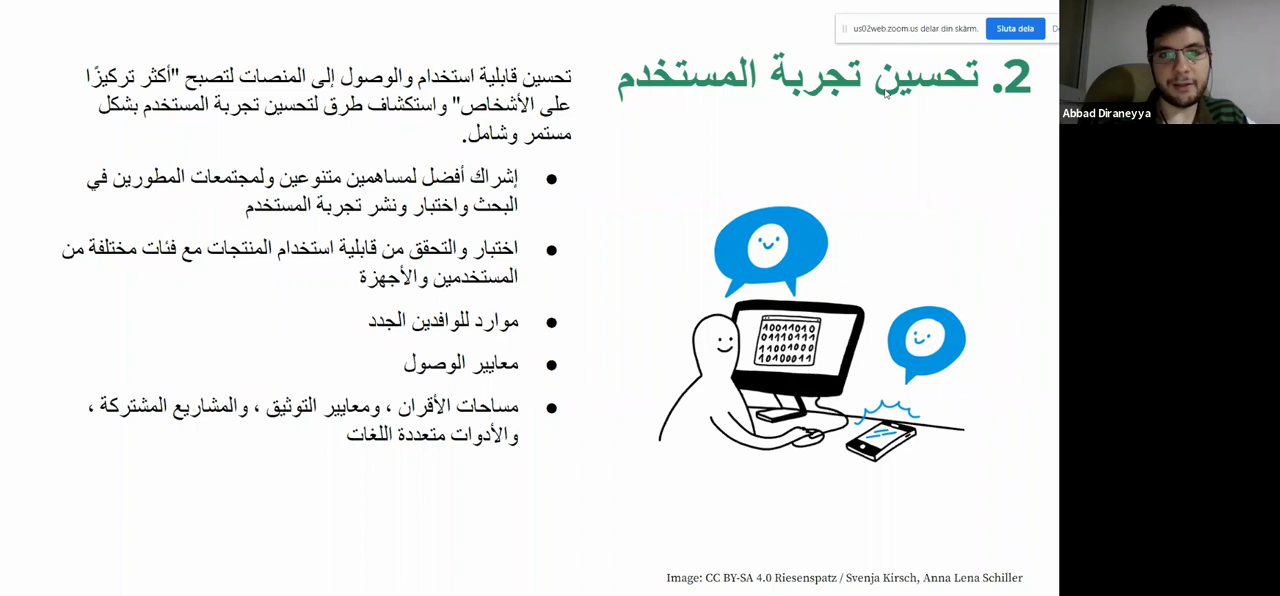 us02web.zoom.us delar din skärm.
Sluta dela
Abbad Diraneyya
2. تحسين تجربة المستخدم
تحسين قابلية استخدام والوصول إلى المنصات لتصبح "أكثر تركيزًا
على الأشخاص" واستكشاف طرق لتحسين تجربة المستخدم بشكل
مستمر وشامل.
● إشراك أفضل لمساهمين متنوعين ولمجتمعات المطورين في
البحث واختبار ونشر تجربة المستخدم
● اختبار والتحقق من قابلية استخدام المنتجات مع فئات مختلفة من
المستخدمين والأجهزة
● موارد للوافدين الجدد
● معايير الوصول
● مساحات الأقران ، ومعايير التوثيق ، والمشاريع المشتركة ،
والأدوات متعددة اللغات
10011010
01110111
11001000
10100011
Image: CC BY-SA 4.0 Riesenspatz / Svenja Kirsch, Anna Lena Schiller